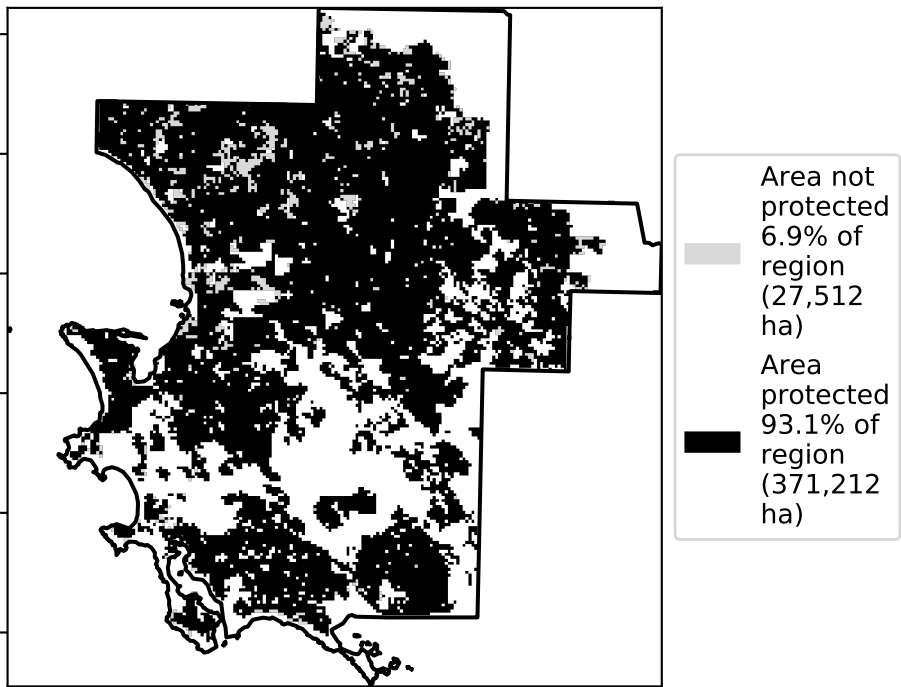 Area not
protected
6.9% of
region
(27,512
ha)
Area
protected
93.1% of
region
(371,212
ha)